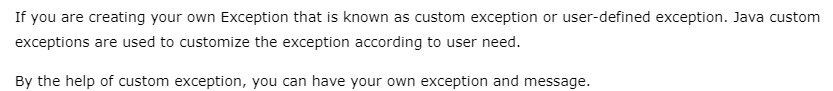 If you are creating your own Exception that is known as custom exception or user-defined exception. Java custom
exceptions are used to customize the exception according to user need.
By the help of custom exception, you can have your own exception and message.